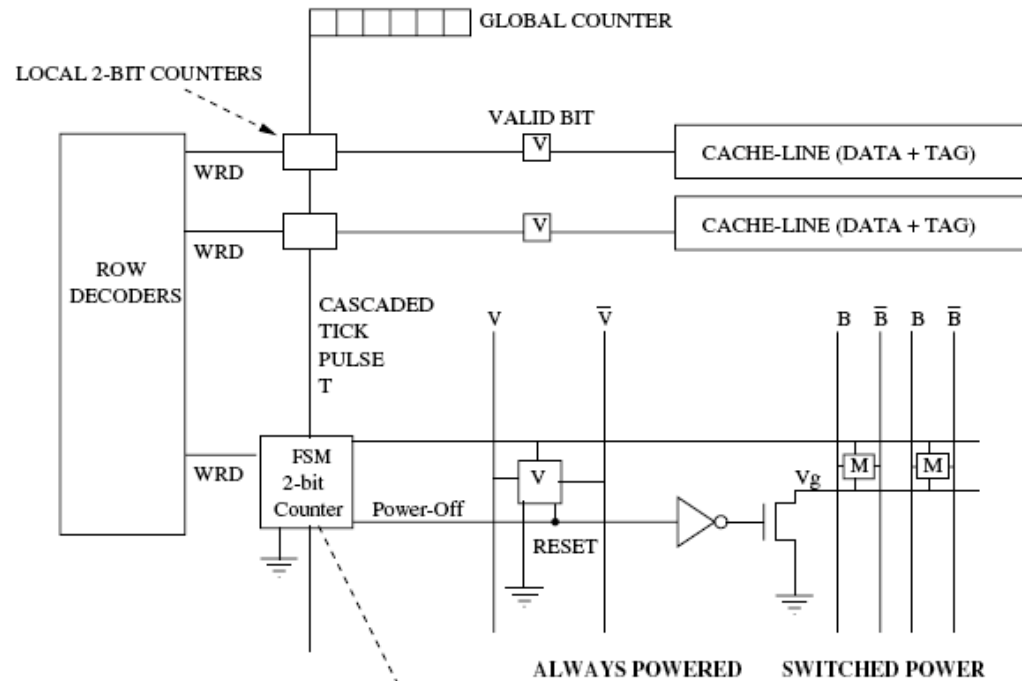 GLOBAL COUNTER
LOCAL 2-BIT COUNTERS
VALID BIT
WRD
V
CACHE-LINE (DATA + TAG)
WRD
V
CACHE-LINE (DATA + TAG)
ROW
DECODERS
CASCADED
TICK
PULSE
T
V
V̅
B
B̅
B
B̅
WRD
FSM
2-bit
Counter
V
Vg
M
M
Power-Off
RESET
ALWAYS POWERED
SWITCHED POWER